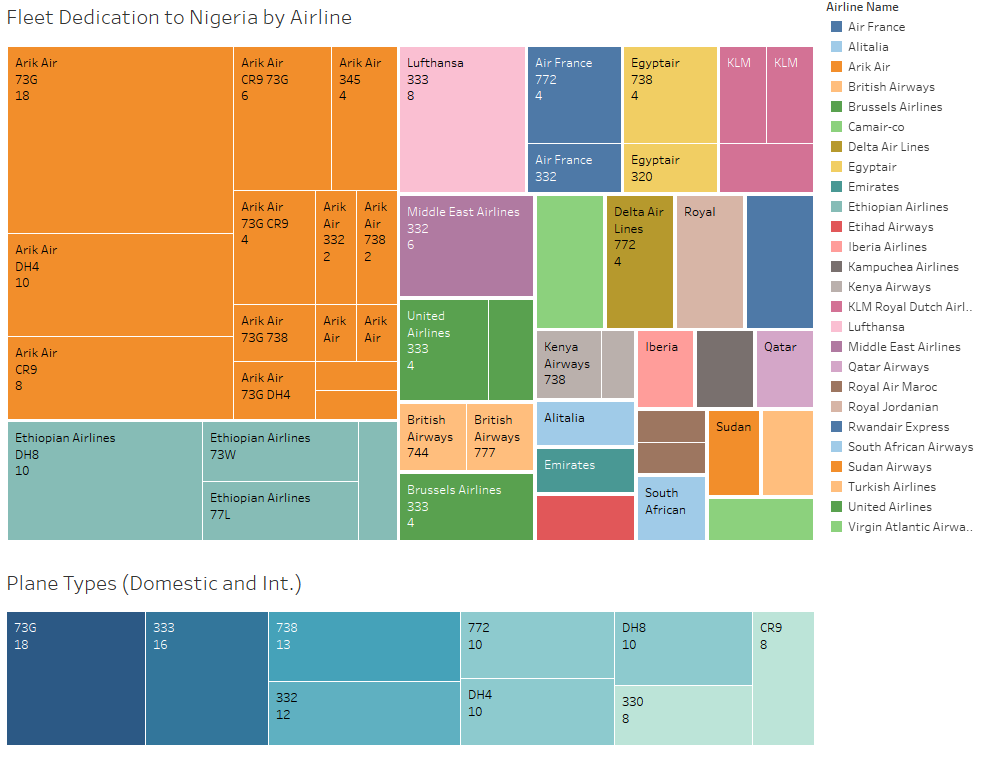 Fleet Dedication to Nigeria by Airline
Arik Air
73G
18
Arik Air
DH4
10
Arik Air
CR9
8
Arik Air
CR9 73G
6
Arik Air
345
4
Arik Air
73G CR9
4
Arik
Air
332
2
Arik
Air
738
2
Arik Air
73G 738
Arik
Air
Arik
Air
Arik Air
73G DH4
Ethiopian Airlines
DH8
10
Ethiopian Airlines
73W
Ethiopian Airlines
77L
Lufthansa
333
8
Air France
772
4
Air France
332
Egyptair
738
4
Egyptair
320
KLM
KLM
Middle East Airlines
332
6
Delta Air
Lines
772
4
Royal
United
Airlines
333
4
Kenya
Airways
738
Iberia
Qatar
British
Airways
744
British
Airways
777
Alitalia
Emirates
Sudan
Brussels Airlines
333
4
South
African
Airline Name
Air France
Alitalia
Arik Air
British Airways
Brussels Airlines
Camair-co
Delta Air Lines
Egyptair
Emirates
Ethiopian Airlines
Etihad Airways
Iberia Airlines
Kampuchea Airlines
Kenya Airways
KLM Royal Dutch Airl..
Lufthansa
Middle East Airlines
Qatar Airways
Royal Air Maroc
Royal Jordanian
Rwandair Express
South African Airways
Sudan Airways
Turkish Airlines
United Airlines
Virgin Atlantic Airwa..
Plane Types (Domestic and Int.)
73G
18
333
16
738
13
332
12
772
10
DH4
10
DH8
10
330
8
CR9
8